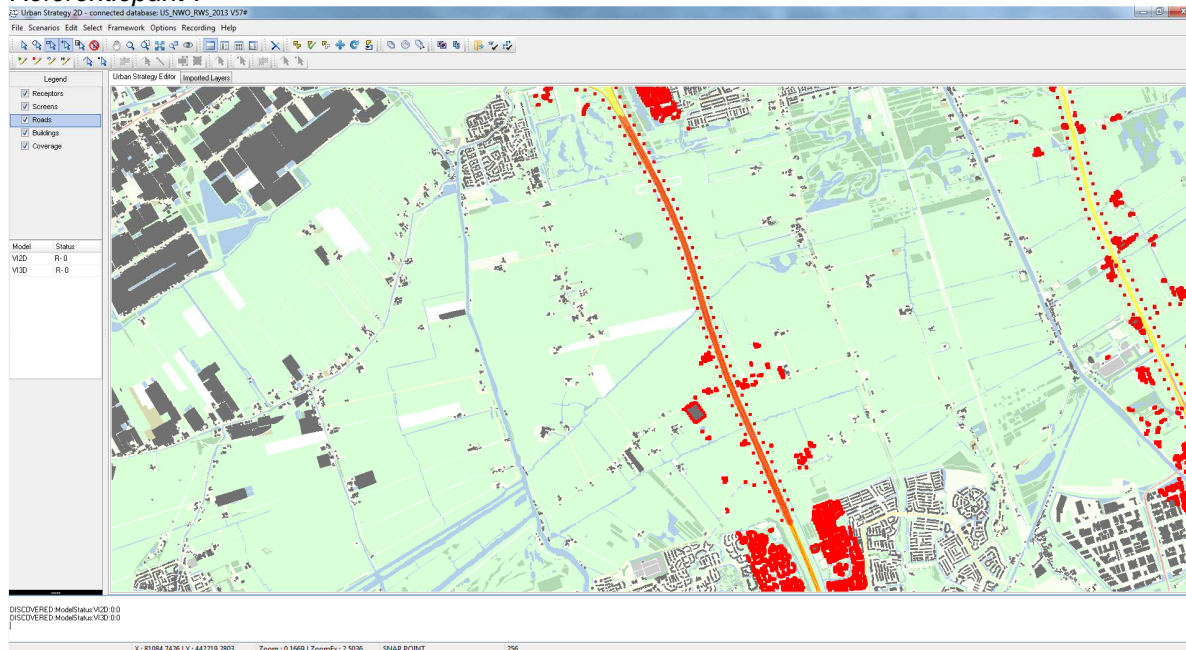 Urban Strategy 2D - connected database: US_NWO_RWS_2013 V57#
File Scenarios Edit Select Framework Options Recording Help
Legend
Urban Strategy Editor
Imported Layers
Receptors
Screens
Roads
Buildings
Coverage
Model Status
VI2D R- 0
VI3D R- 0
DISCOVERED:ModelStatus:VI2D:0:0
DISCOVERED:ModelStatus:VI3D:0:0
X : 81084.7426 | Y : 442219.2803 Zoom : 0.1669 | ZoomFx : 2.5036 SNAP POINT 256